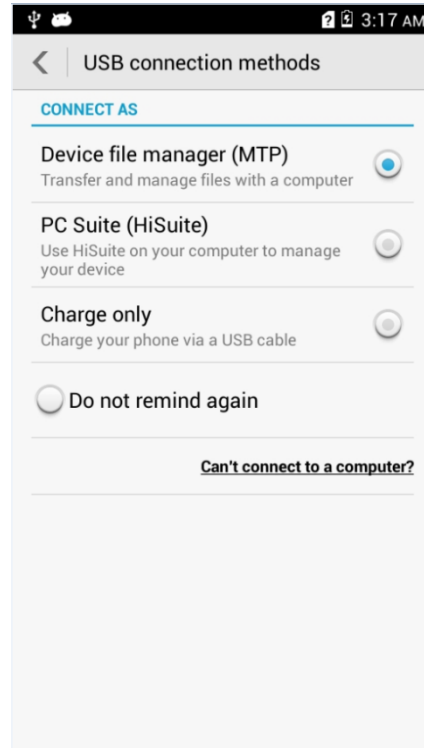 3:17 AM
USB connection methods
CONNECT AS
Device file manager (MTP)
Transfer and manage files with a computer
PC Suite (HiSuite)
Use HiSuite on your computer to manage
your device
Charge only
Charge your phone via a USB cable
Do not remind again
Can't connect to a computer?